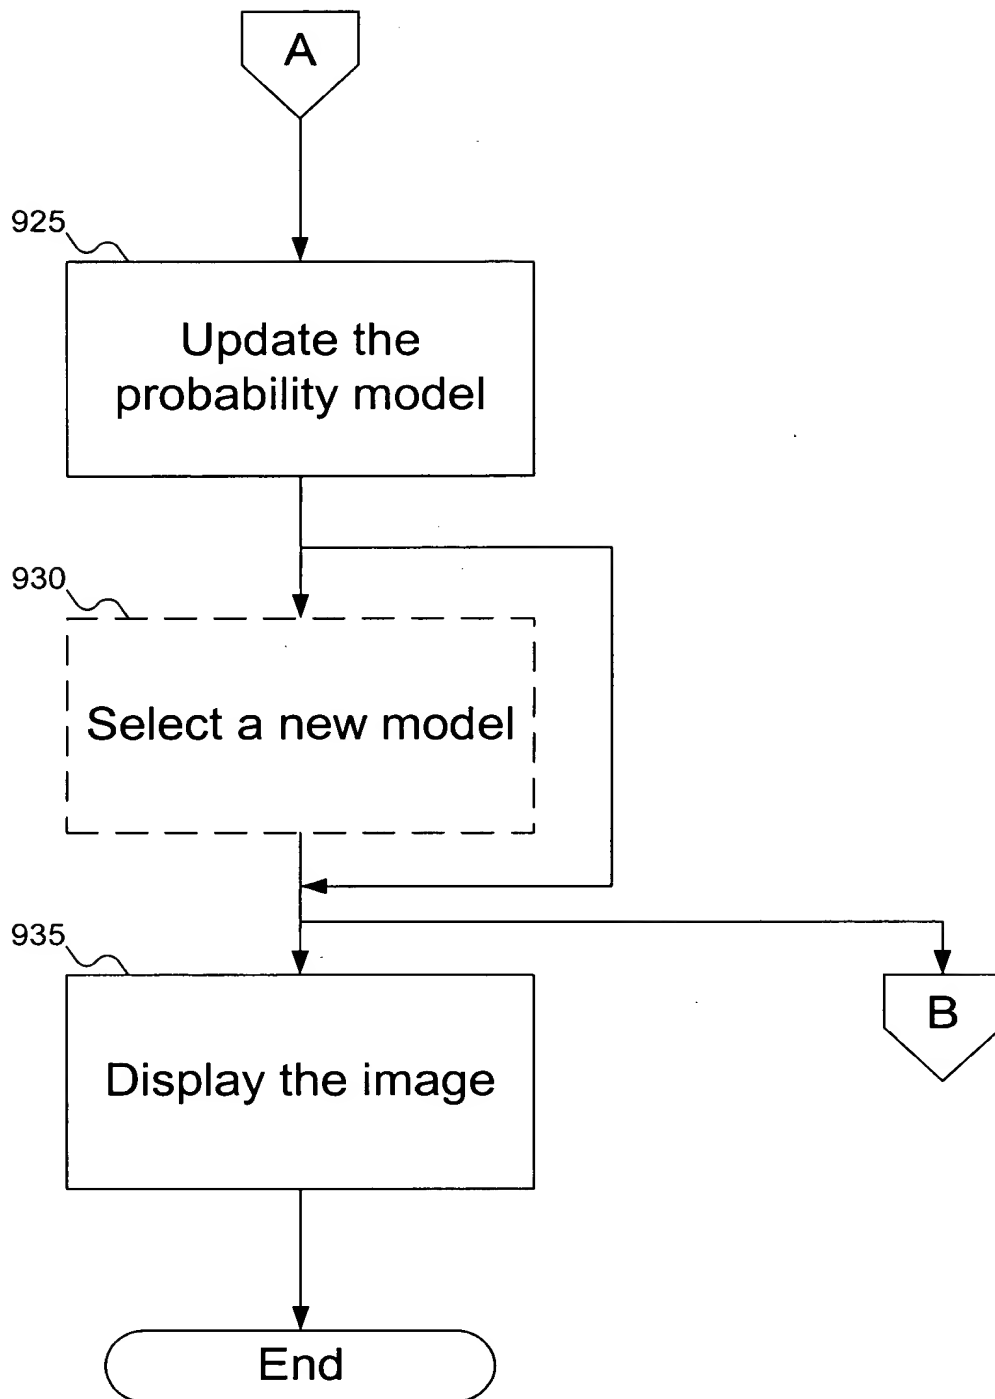 A
925
Update the
probability model
930
Select a new model
935
B
Display the image
End